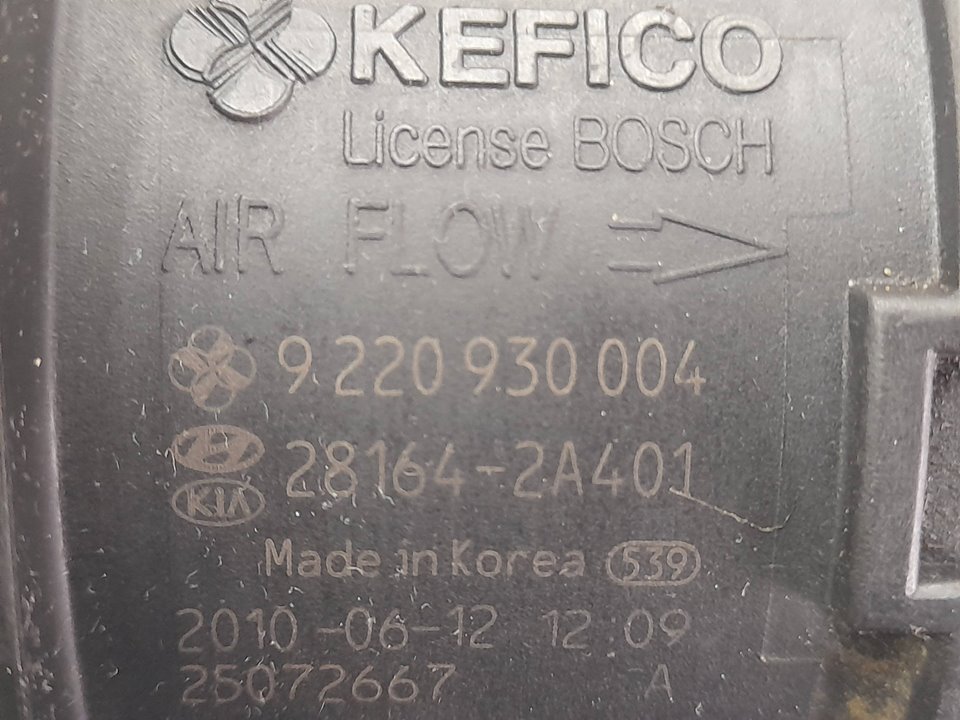 KEFICO
License BOSCH
AIR FLOW
9 220 930 004
28164-2A401
KIA
Made in Korea 539
2010-06-12 12:09
25072667 A